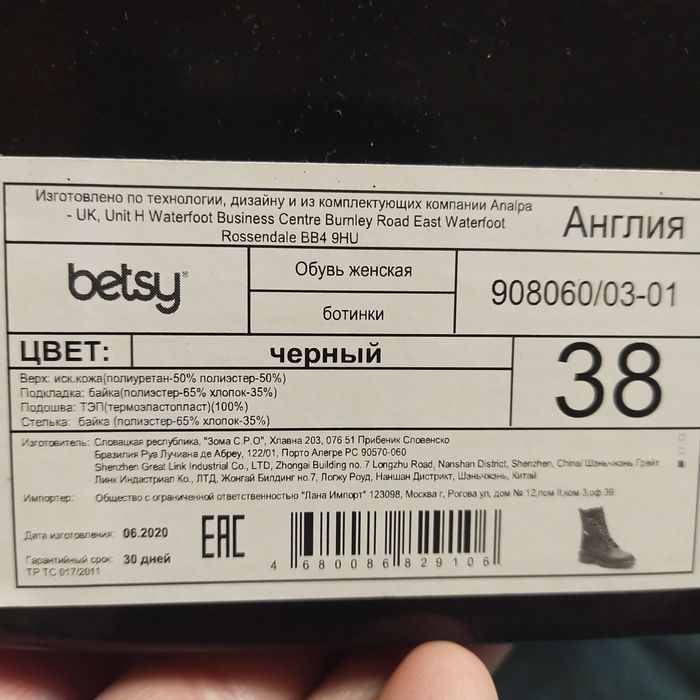 Изготовлено по технологии, дизайну и из комплектующих компании Analpa
- UK, Unit H Waterfoot Business Centre Burnley Road East Waterfoot
Rossendale BB4 9HU
Англия
betsy®
Обувь женская
ботинки
908060/03-01
ЦВЕТ:
черный
38
Верх: иск.кожа(полиуретан-50% полиэстер-50%)
Подкладка: байка(полиэстер-65% хлопок-35%)
Подошва: ТЭП(термоэластопласт)(100%)
Стелька: байка (полиэстер-65% хлопок-35%)
Изготовитель: Словацкая республика, "Зома С.Р.О", Хлавна 203, 076 51 Прибеник Словенско
Бразилия Руа Лучиана де Абреу, 122/01, Порто Алегре РС 90570-060
Shenzhen Great Link Industrial Co., LTD, Zhongai Building no. 7 Longzhu Road, Nanshan District, Shenzhen, China/ Шэньчжэнь Грейт
Линк Индастриал Ко., ЛТД, Жонгай Билдинг но.7, Логжу Роуд, Наншан Дистрикт, Шэньчжэнь, Китай
Импортер: Общество с ограниченной ответственностью "Лана Импорт" 123098, Москва г, Рогова ул, дом № 12,пом II,ком 3,оф 39
Дата изготовления: 06.2020
Гарантийный срок: 30 дней
ТР ТС 017/2011
EAC
4 680086 829106